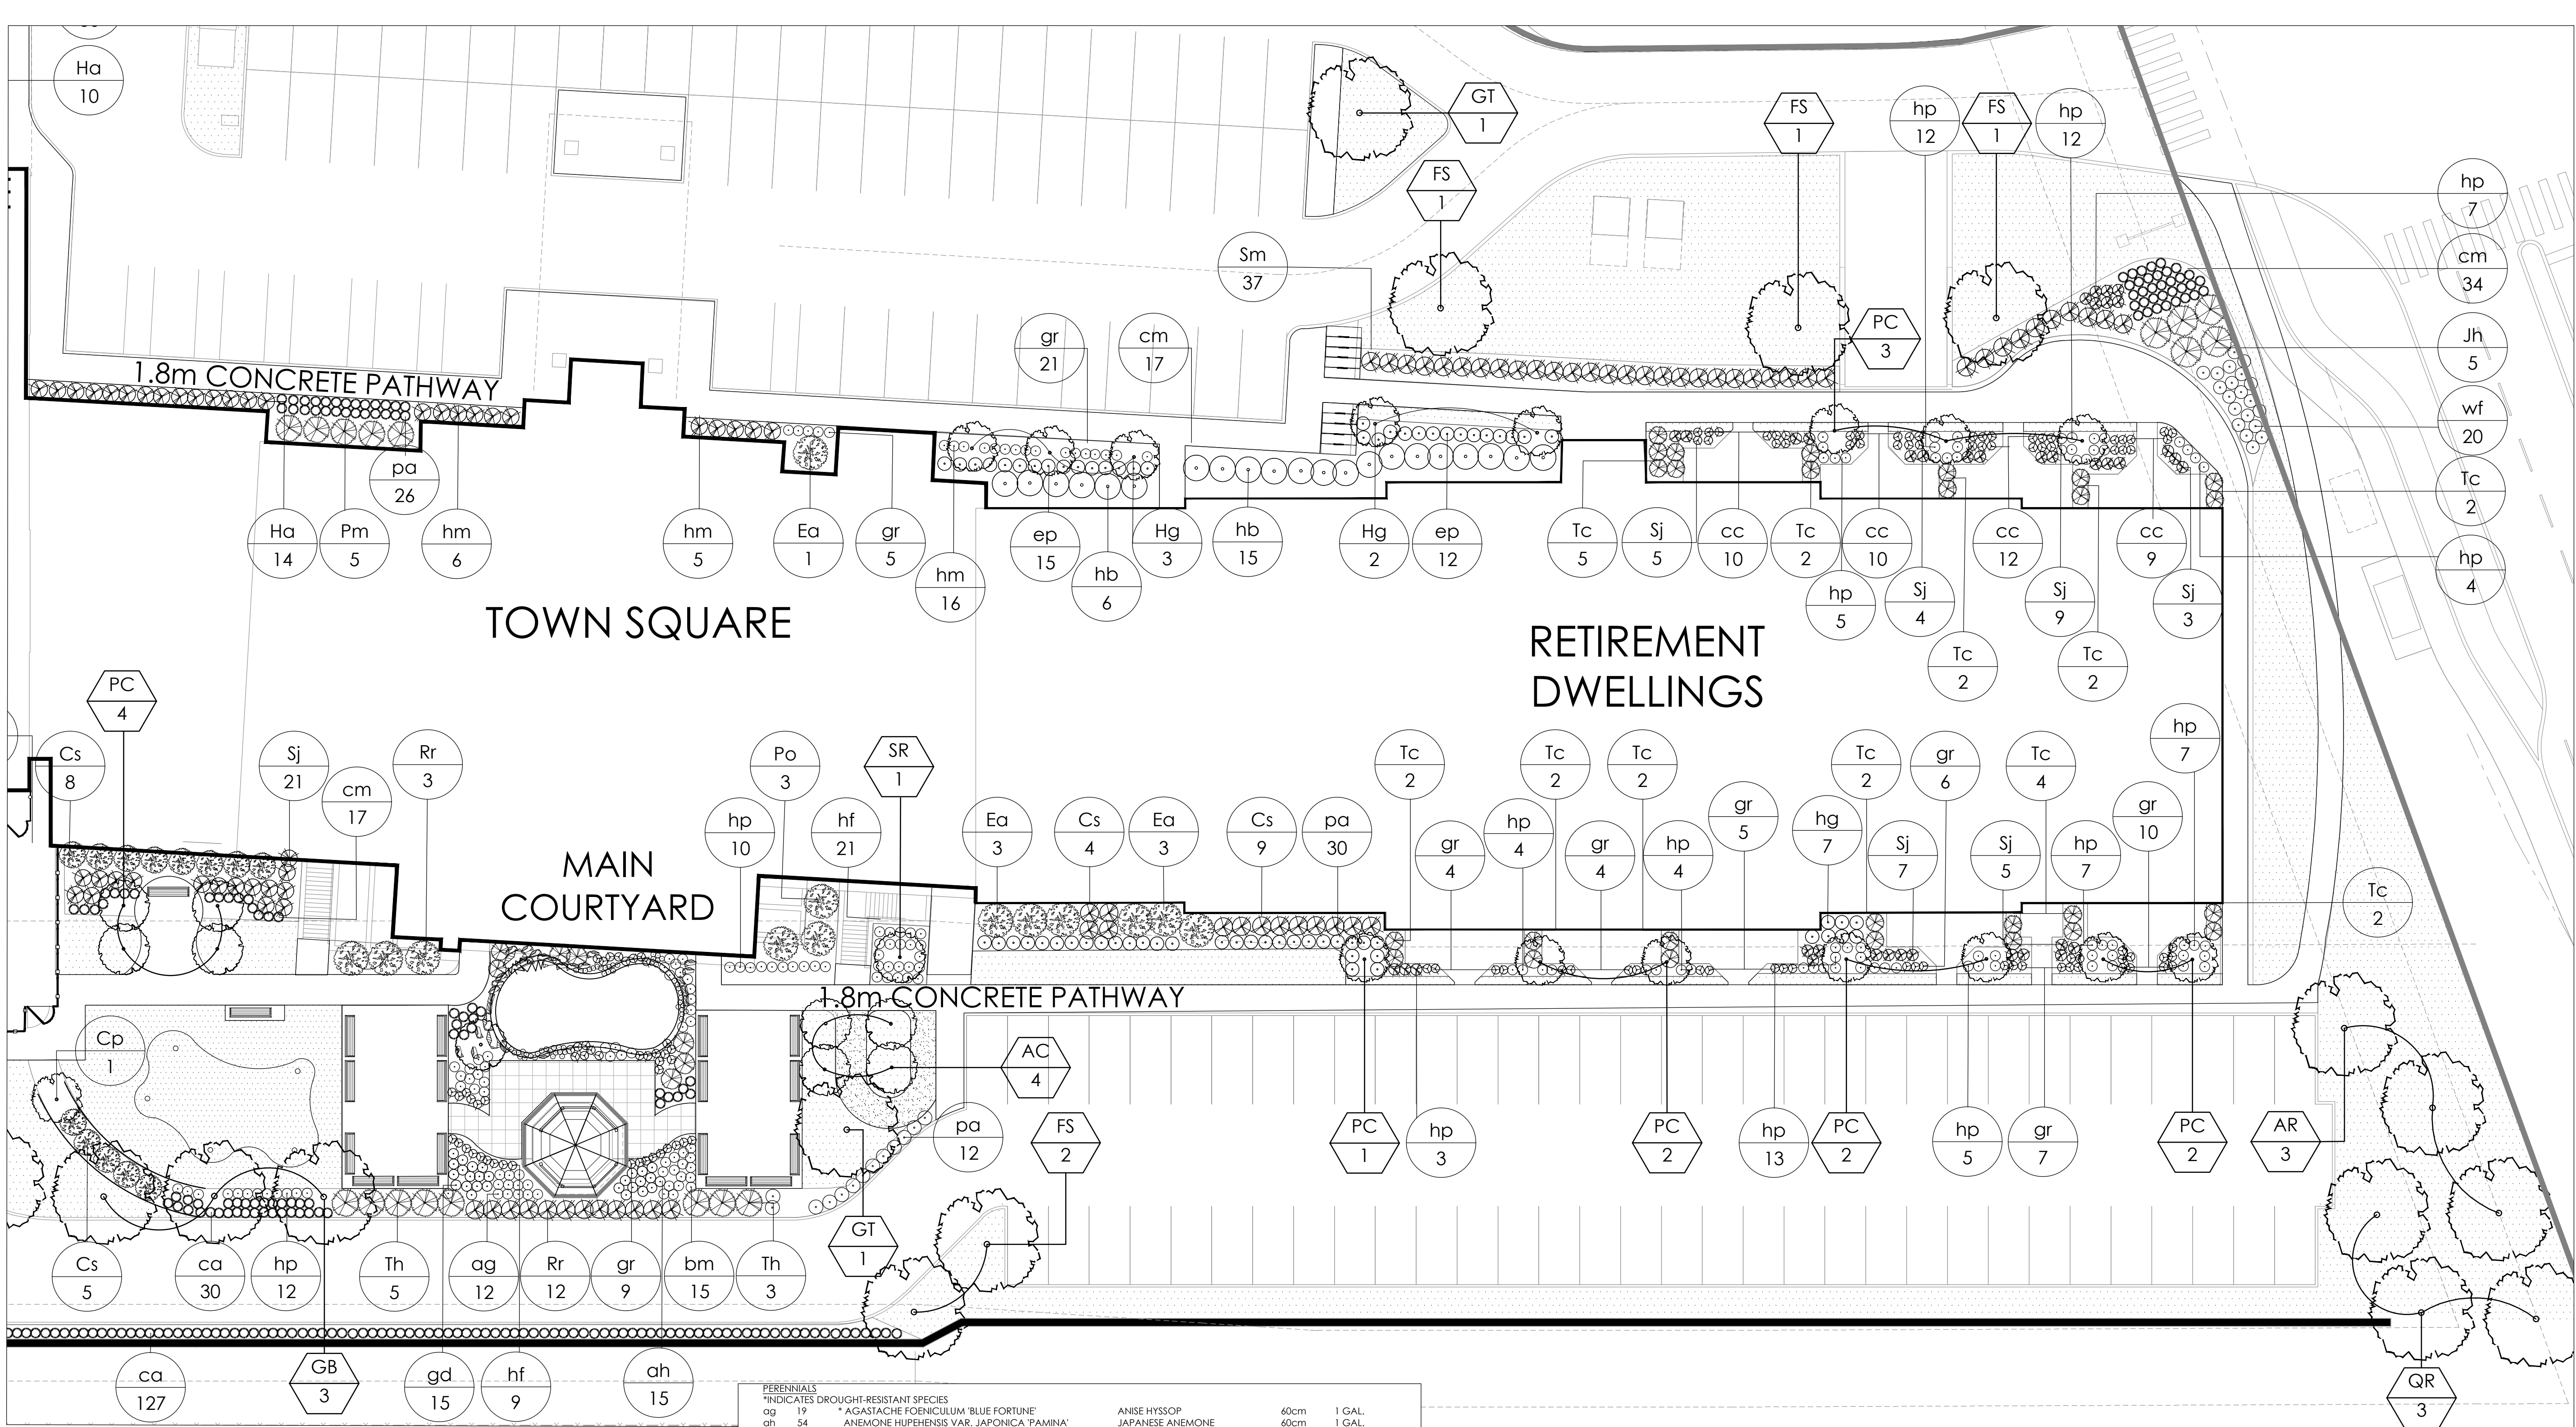 Ha
10
GT
1
FS
1
FS
1
hp
12
FS
1
hp
12
hp
7
cm
34
Jh
5
wf
20
Tc
2
hp
4
Sm
37
PC
3
gr
21
cm
17
1.8m CONCRETE PATHWAY
pa
26
Ha
14
Pm
5
hm
6
hm
5
Ea
1
gr
5
hm
16
ep
15
hb
6
Hg
3
hb
15
Hg
2
ep
12
Tc
5
Sj
5
cc
10
Tc
2
cc
10
hp
5
Sj
4
cc
12
Tc
2
Sj
9
Tc
2
cc
9
Sj
3
TOWN SQUARE
RETIREMENT
DWELLINGS
PC
4
Cs
8
Sj
21
cm
17
Rr
3
Po
3
SR
1
hp
10
hf
21
Ea
3
Cs
4
Ea
3
Cs
9
pa
30
Tc
2
gr
4
hp
4
Tc
2
gr
4
Tc
2
hp
4
gr
5
hg
7
Tc
2
Sj
7
gr
6
Sj
5
Tc
4
hp
7
gr
10
hp
7
Tc
2
MAIN
COURTYARD
1.8m CONCRETE PATHWAY
Cp
1
AC
4
pa
12
FS
2
PC
1
hp
3
PC
2
hp
13
PC
2
hp
5
gr
7
PC
2
AR
3
GT
1
Cs
5
ca
30
hp
12
Th
5
ag
12
Rr
12
gr
9
bm
15
Th
3
ca
127
GB
3
gd
15
hf
9
ah
15
QR
3
PERENNIALS
*INDICATES DROUGHT-RESISTANT SPECIES
ag 19 * AGASTACHE FOENICULUM 'BLUE FORTUNE' ANISE HYSSOP 60cm 1 GAL.
ah 54 ANEMONE HUPEHENSIS VAR. JAPONICA 'PAMINA' JAPANESE ANEMONE 60cm 1 GAL.